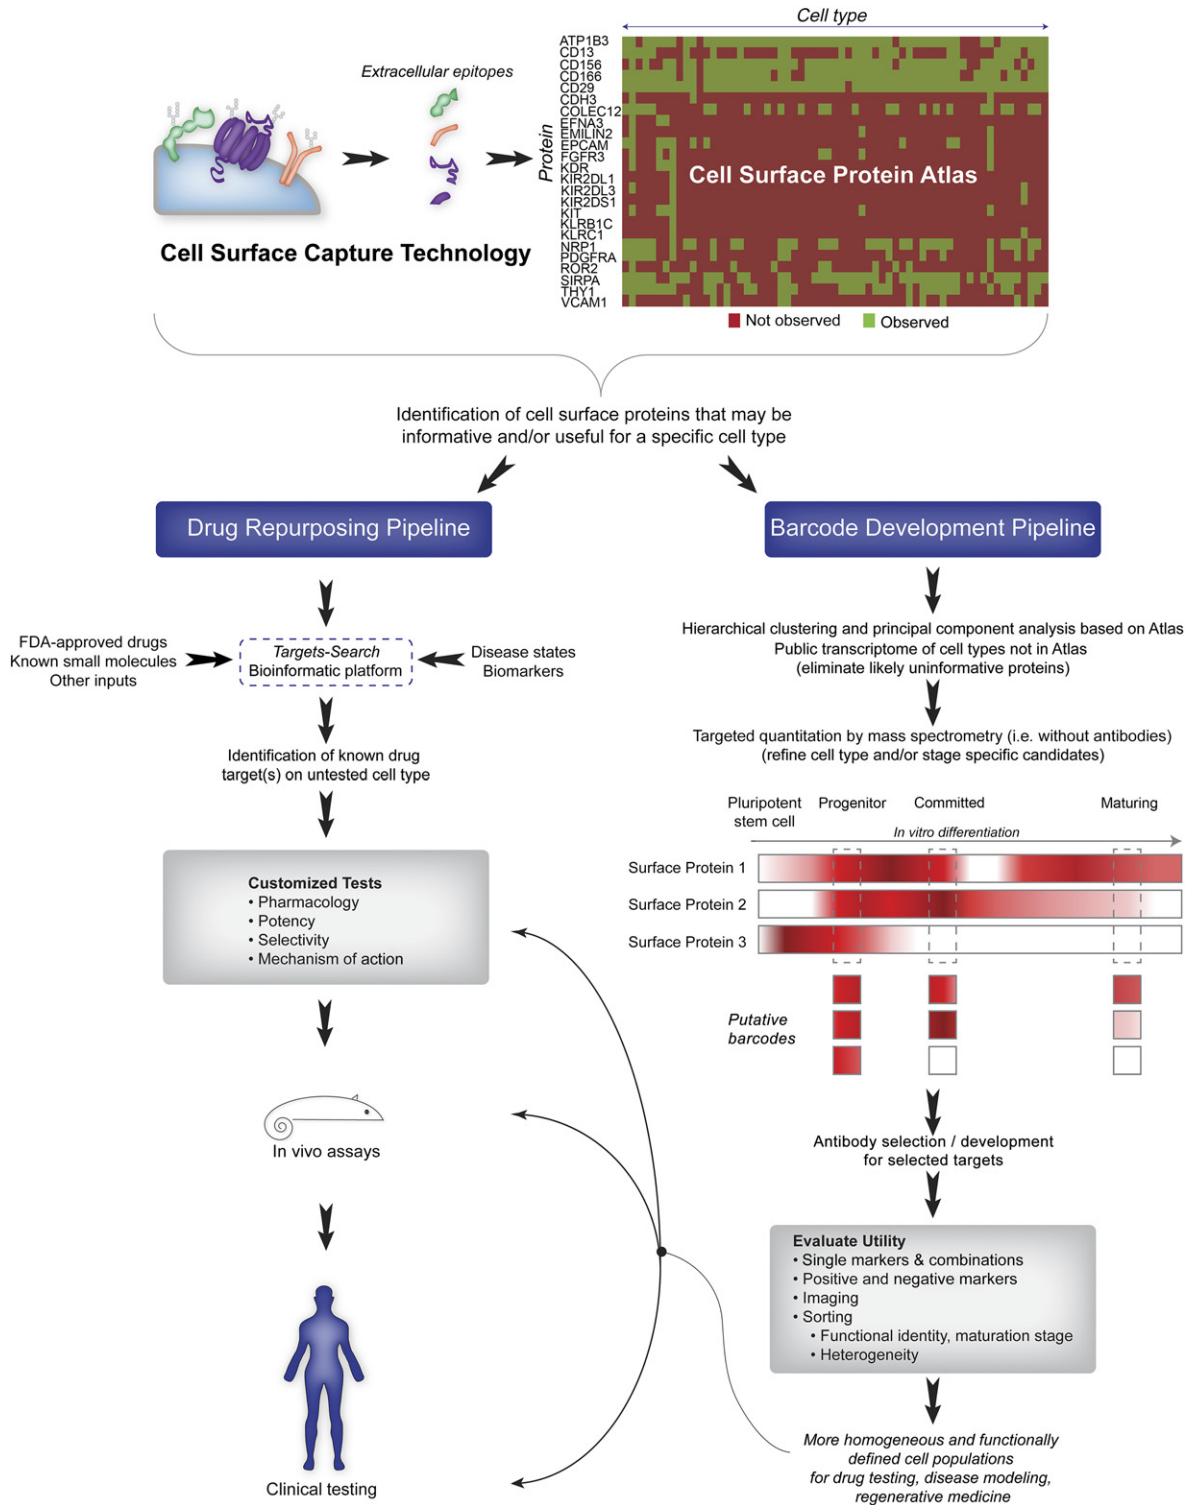 Cell type
Extracellular epitopes
Protein
ATP1B3
CD13
CD156
CD166
CD29
CDH3
COLEC12
EFNA3
EMILIN2
EPCAM
FGFR3
KDR
KIR2DL1
KIR2DL3
KIR2DS1
KIT
KLRB1C
KLRC1
NRP1
PDGFRA
ROR2
SIRPA
THY1
VCAM1
Cell Surface Protein Atlas
Cell Surface Capture Technology
Not observed
Observed
Identification of cell surface proteins that may be
informative and/or useful for a specific cell type
Drug Repurposing Pipeline
FDA-approved drugs
Known small molecules
Other inputs
Targets-Search
Bioinformatic platform
Disease states
Biomarkers
Identification of known drug
target(s) on untested cell type
Customized Tests
• Pharmacology
• Potency
• Selectivity
• Mechanism of action
In vivo assays
Clinical testing
Barcode Development Pipeline
Hierarchical clustering and principal component analysis based on Atlas
Public transcriptome of cell types not in Atlas
(eliminate likely uninformative proteins)
Targeted quantitation by mass spectrometry (i.e. without antibodies)
(refine cell type and/or stage specific candidates)
Pluripotent
stem cell
Progenitor
Committed
Maturing
In vitro differentiation
Surface Protein 1
Surface Protein 2
Surface Protein 3
Putative
barcodes
Antibody selection / development
for selected targets
Evaluate Utility
• Single markers & combinations
• Positive and negative markers
• Imaging
• Sorting
• Functional identity, maturation stage
• Heterogeneity
More homogeneous and functionally
defined cell populations
for drug testing, disease modeling,
regenerative medicine